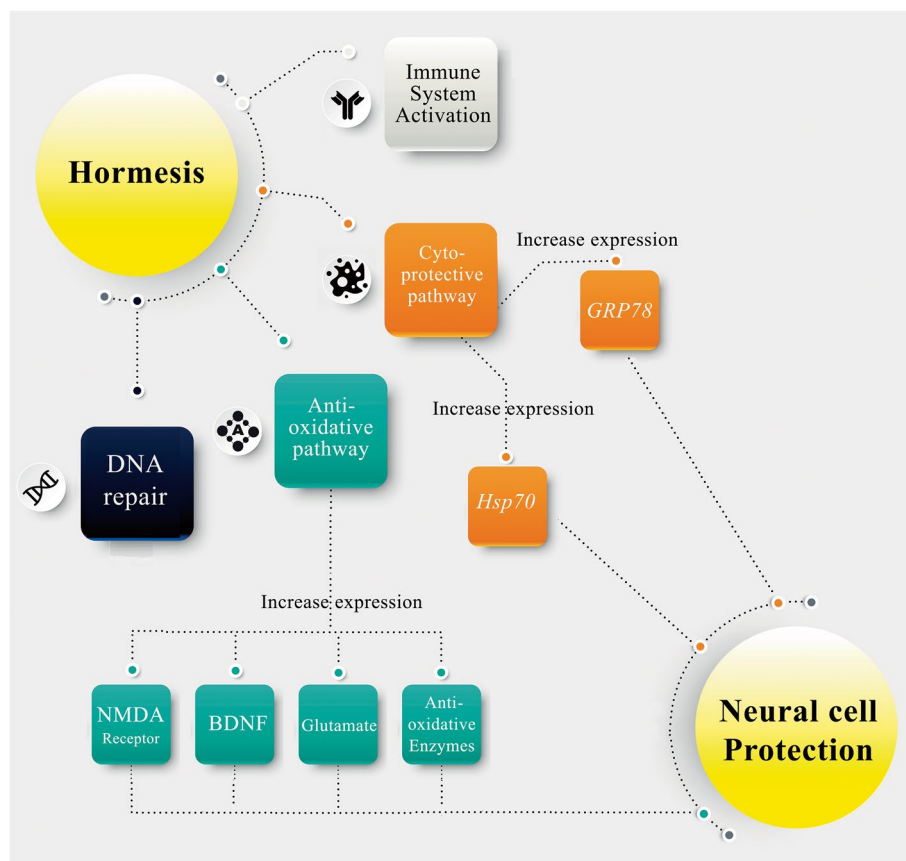 Immune
System
Activation
Hormesis
Cyto-
protective
pathway
Increase expression
GRP78
Increase expression
Anti-
oxidative
pathway
A
DNA
repair
Hsp70
Increase expression
NMDA
Receptor
BDNF
Glutamate
Anti-
oxidative
Enzymes
Neural cell
Protection